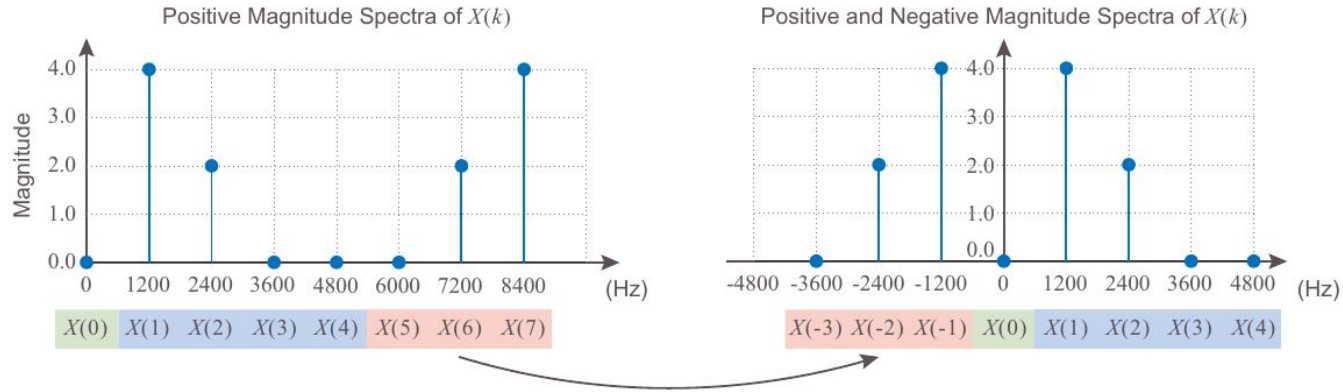 Positive Magnitude Spectra of X(k)
Magnitude
4.0
3.0
2.0
1.0
0.0
0 1200 2400 3600 4800 6000 7200 8400 (Hz)
X(0) X(1) X(2) X(3) X(4) X(5) X(6) X(7)
Positive and Negative Magnitude Spectra of X(k)
4.0
3.0
2.0
1.0
0.0
-4800 -3600 -2400 -1200 0 1200 2400 3600 4800 (Hz)
X(-3) X(-2) X(-1) X(0) X(1) X(2) X(3) X(4)